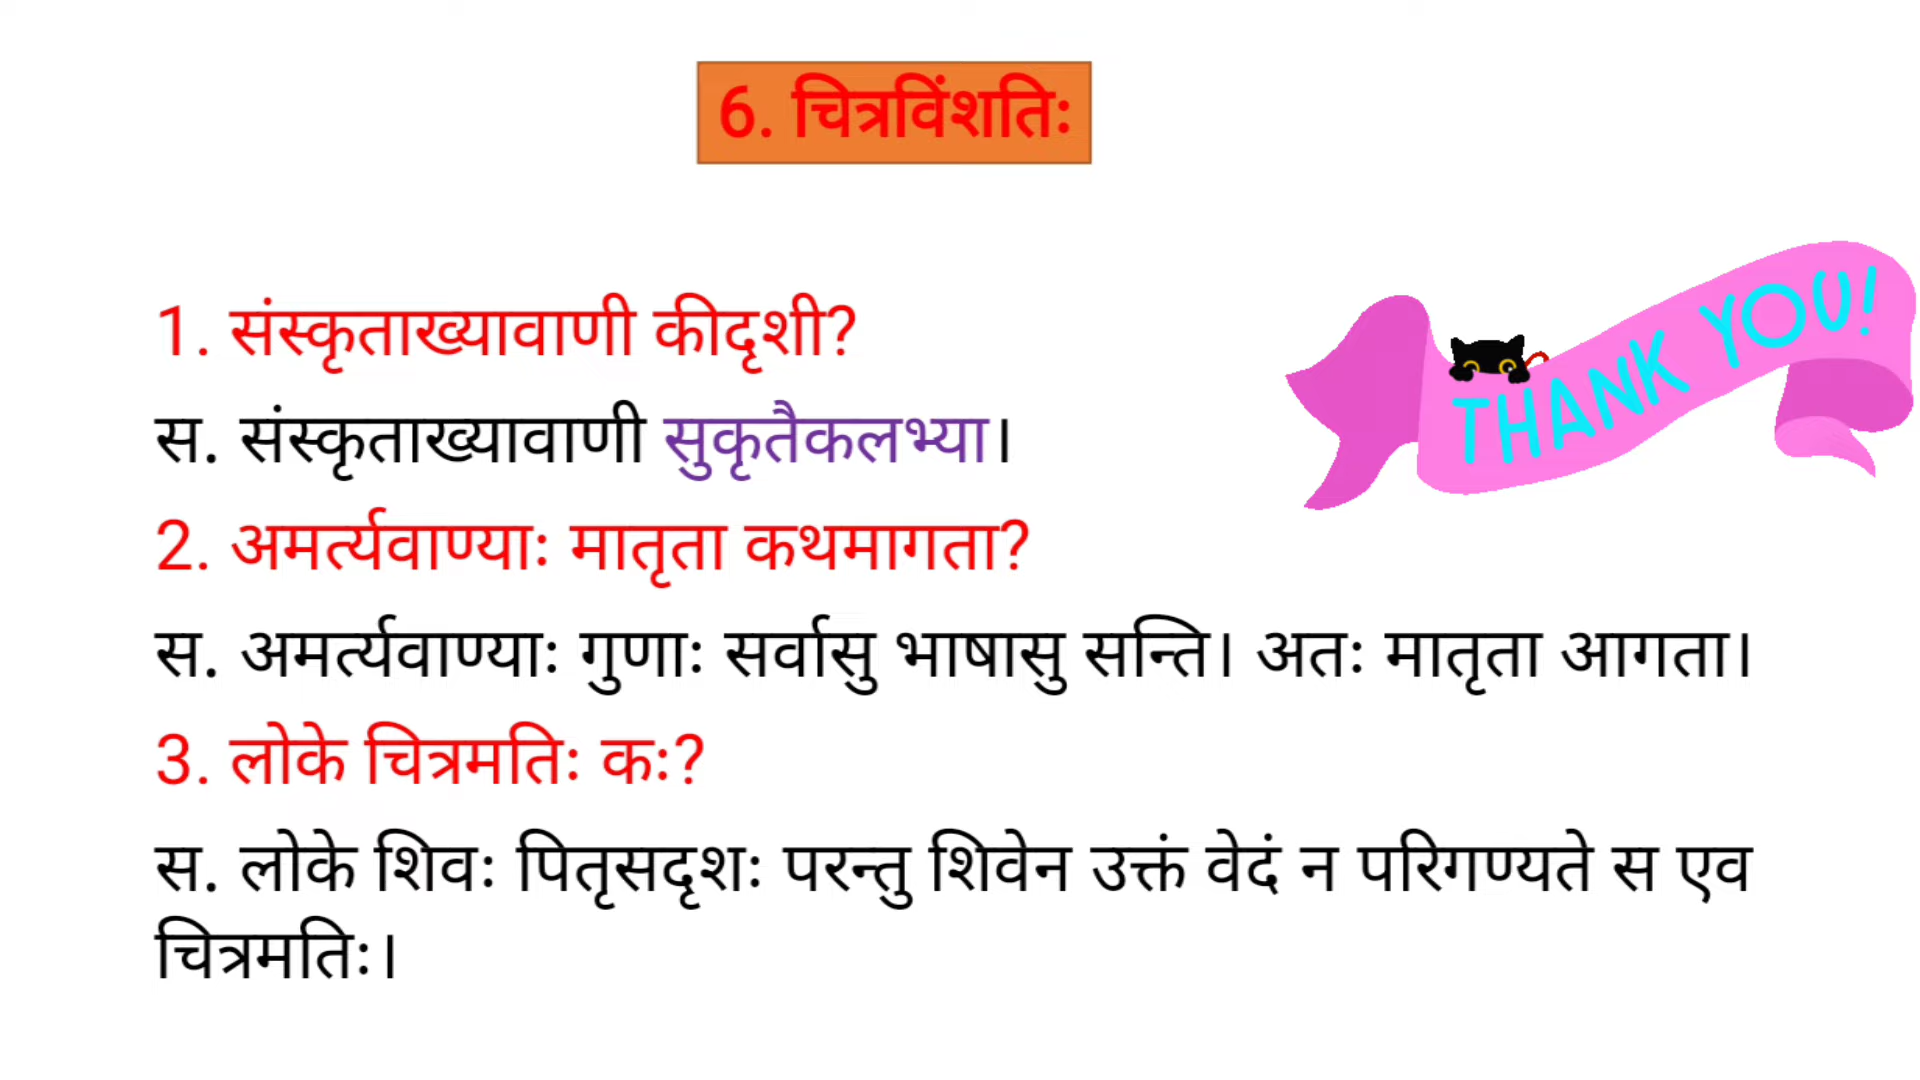 6. चित्रविंशतिः
1. संस्कृताख्यावाणी कीदृशी?
स. संस्कृताख्यावाणी सुकृतैकलभ्या।
THANK YOU!
2. अमर्त्यवाण्याः मातृता कथमागता?
स. अमर्त्यवाण्याः गुणाः सर्वासु भाषासु सन्ति। अतः मातृता आगता।
3. लोके चित्रमतिः कः?
स. लोके शिवः पितृसदृशः परन्तु शिवेन उक्तं वेदं न परिगण्यते स एव
चित्रमतिः।